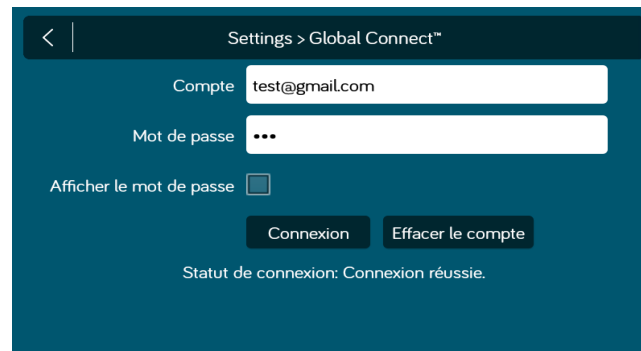 Settings > Global Connect™
Compte test@gmail.com
Mot de passe •••
Afficher le mot de passe
Connexion Effacer le compte
Statut de connexion: Connexion réussie.